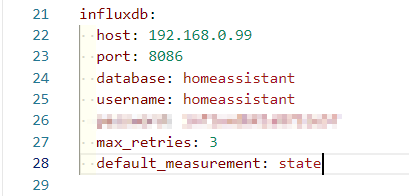 21 influxdb:
22 host: 192.168.0.99
23 port: 8086
24 database: homeassistant
25 username: homeassistant
26
27 max_retries: 3
28 default_measurement: state
29